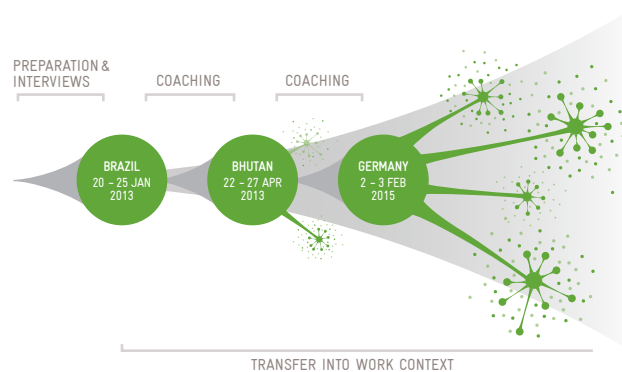 PREPARATION &
INTERVIEWS
COACHING
COACHING
BRAZIL
20 – 25 JAN
2013
BHUTAN
22 – 27 APR
2013
GERMANY
2 – 3 FEB
2015
TRANSFER INTO WORK CONTEXT